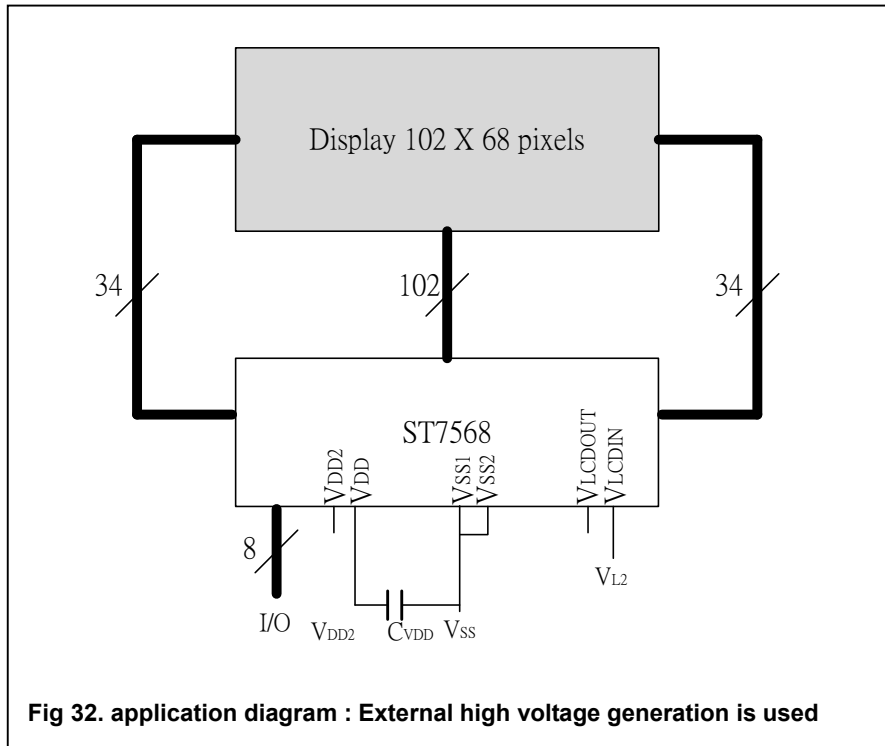 Display 102 X 68 pixels
34
102
34
ST7568
VDD2
VDD
VSS1
VSS2
VLCDOUT
VLCDIN
8
VL2
I/O
VDD2
CVDD
VSS
Fig 32. application diagram : External high voltage generation is used